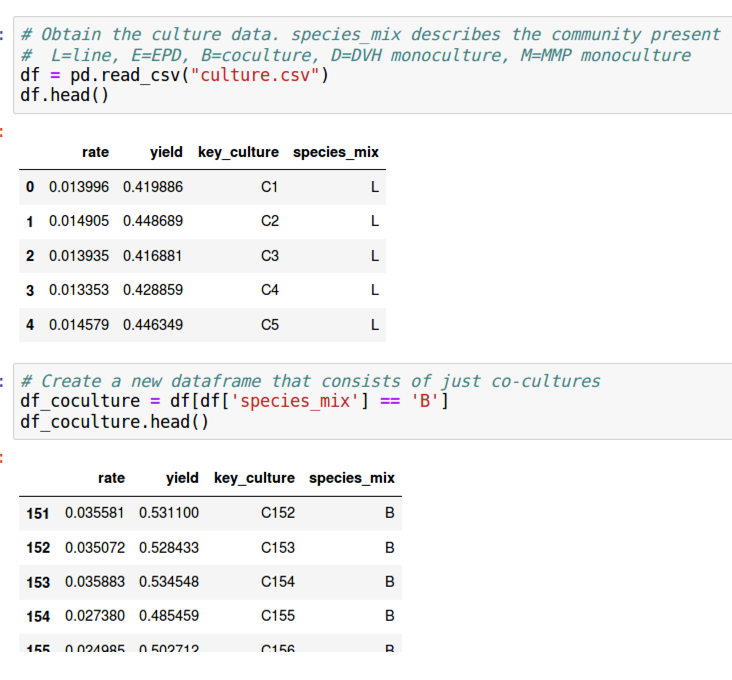 # Obtain the culture data. species_mix describes the community present
#  L=line, E=EPD, B=coculture, D=DVH monoculture, M=MMP monoculture
df = pd.read_csv("culture.csv")
df.head()
rate yield key_culture species_mix
0 0.013996 0.419886 C1 L
1 0.014905 0.448689 C2 L
2 0.013935 0.416881 C3 L
3 0.013353 0.428859 C4 L
4 0.014579 0.446349 C5 L
# Create a new dataframe that consists of just co-cultures
df_coculture = df[df['species_mix'] == 'B']
df_coculture.head()
rate yield key_culture species_mix
151 0.035581 0.531100 C152 B
152 0.035072 0.528433 C153 B
153 0.035883 0.534548 C154 B
154 0.027380 0.485459 C155 B
155 0.024985 0.502712 C156 B